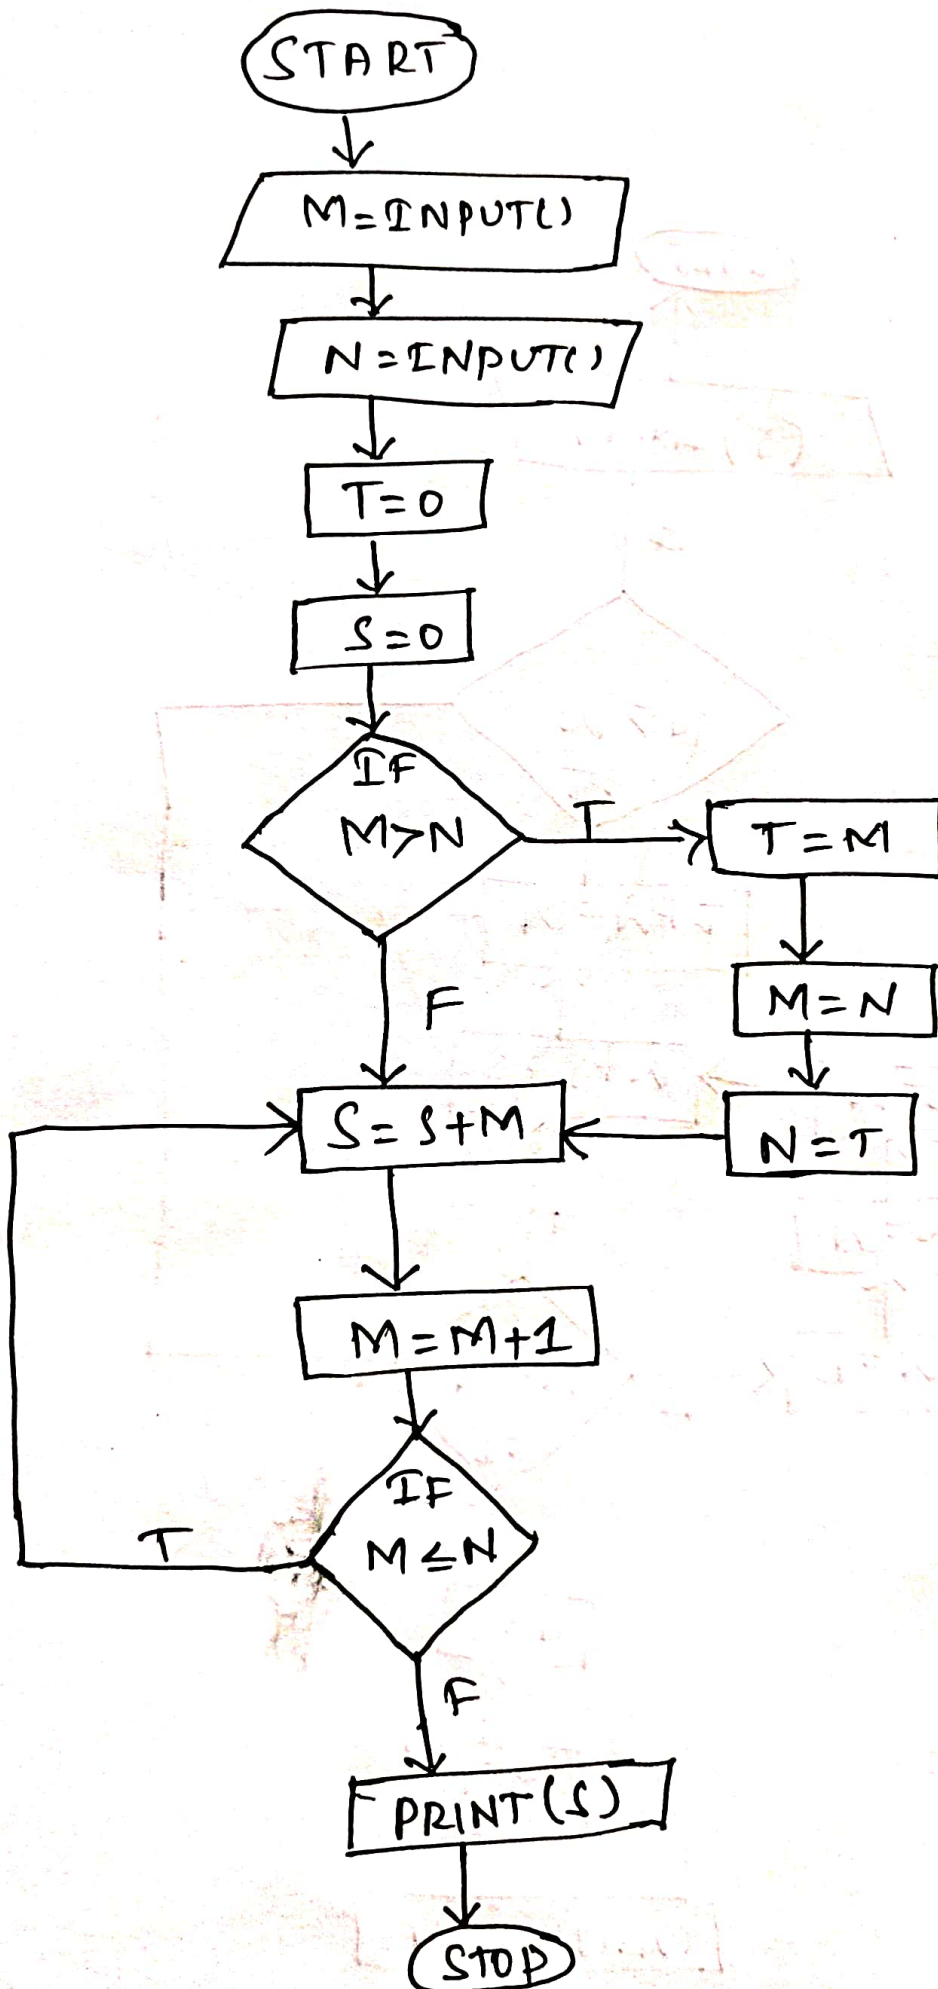 START
M=INPUT()
N=INPUT()
T=0
S=0
IF
M>N
T
T=M
M=N
F
S=S+M
N=T
M=M+1
IF
M≤N
T
F
PRINT(S)
STOP